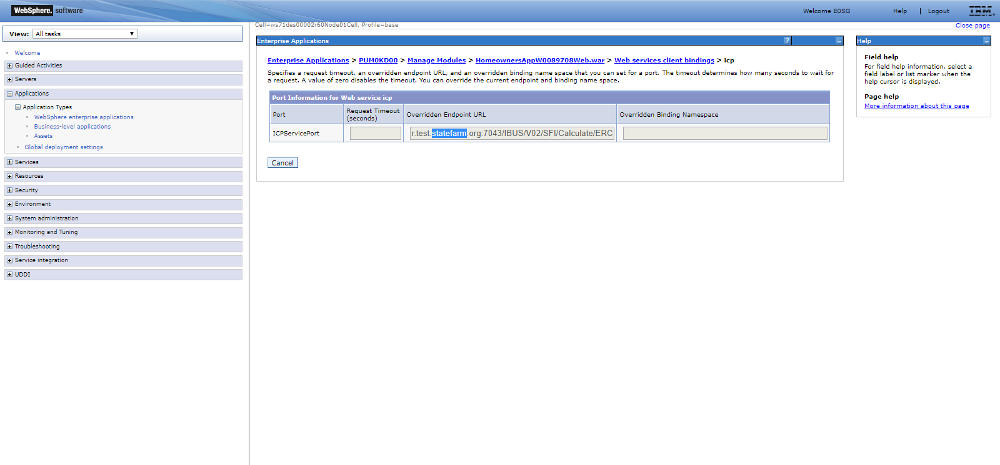 WebSphere. software
Welcome E0SG
Help | Logout
IBM.
View: All tasks
Cell=ws71des00002r60Node01Cell, Profile=base
Close page
Welcome
Guided Activities
Servers
Applications
Application Types
WebSphere enterprise applications
Business-level applications
Assets
Global deployment settings
Services
Resources
Security
Environment
System administration
Monitoring and Tuning
Troubleshooting
Service integration
UDDI
Enterprise Applications
?
Enterprise Applications > PUM0KD00 > Manage Modules > HomeownersAppW0089708Web.war > Web services client bindings > icp
Specifies a request timeout, an overridden endpoint URL, and an overridden binding name space that you can set for a port. The timeout determines how many seconds to wait for
a request. A value of zero disables the timeout. You can override the current endpoint and binding name space.
Port Information for Web service icp
Port
Request Timeout
(seconds)
Overridden Endpoint URL
Overridden Binding Namespace
ICPServicePort
r.test.statefarm.org:7043/IBUS/V02/SFI/Calculate/ERC
Cancel
Help
Field help
For field help information, select a
field label or list marker when the
help cursor is displayed.
Page help
More information about this page